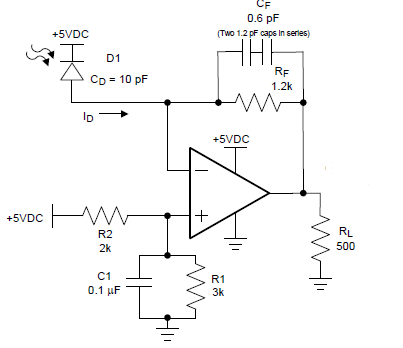 CF
0.6 pF
(Two 1.2 pF caps in series)
+5VDC
D1
CD = 10 pF
RF
1.2k
ID
+5VDC
+5VDC
R2
2k
RL
500
C1
0.1 µF
R1
3k